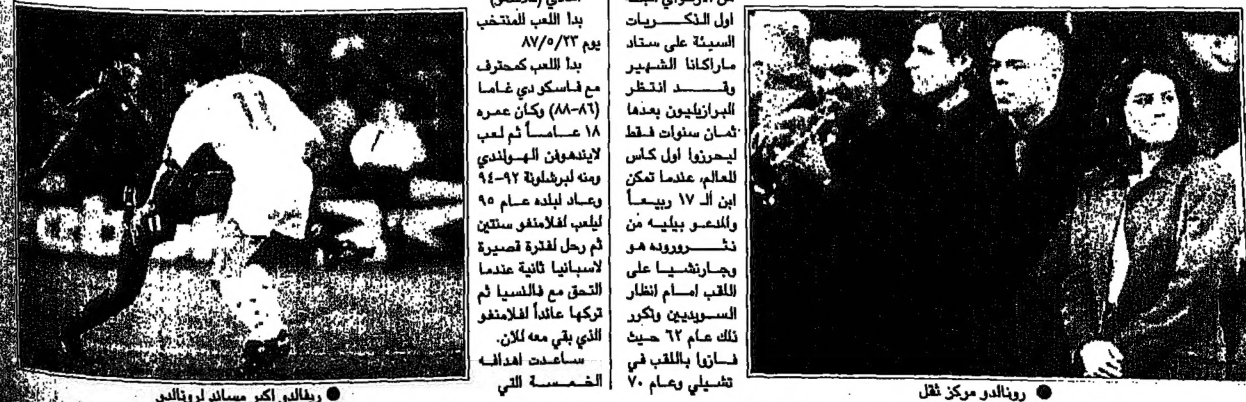 اول الذكريات
السيئة على ستاد
ماراكانا الشهير
وقد انتظر
البرازيليون بعدها
ثمان سنوات فقط
ليحرزوا اول كاس
للعالم، عندما تمكن
ابن الـ ١٧ ربيعاً
والمدعو بيليه من
هو
وجارنشيا على
اللقب امام انظار
السويديين وتكرر
ذلك عام ٦٢ حيث
فازوا باللقب في
تشيلي وعام ٧٠
رونالدو مركز ثقل
بدأ اللعب للمنتخب
يوم ٨٧/٥/٢٣
بدأ اللعب كمحترف
مع فاسكو دي غاما
(٨٦-٨٨) وكان عمره
١٨ عاماً ثم لعب
لايندهوفن الهولندي
ومنه لبرشلونة ٩٢-٩٤
وعاد لبلده عام ٩٥
ليلعب لفلامنغو سنتين
ثم رحل لفترة قصيرة
لاسبانيا ثانية عندما
التحق مع فالنسيا ثم
تركها عائداً لفلامنغو
الذي بقي معه للان.
ساعدت اهدافه
الخمسة التي
ريفالدو اكبر مساند لرونالدو